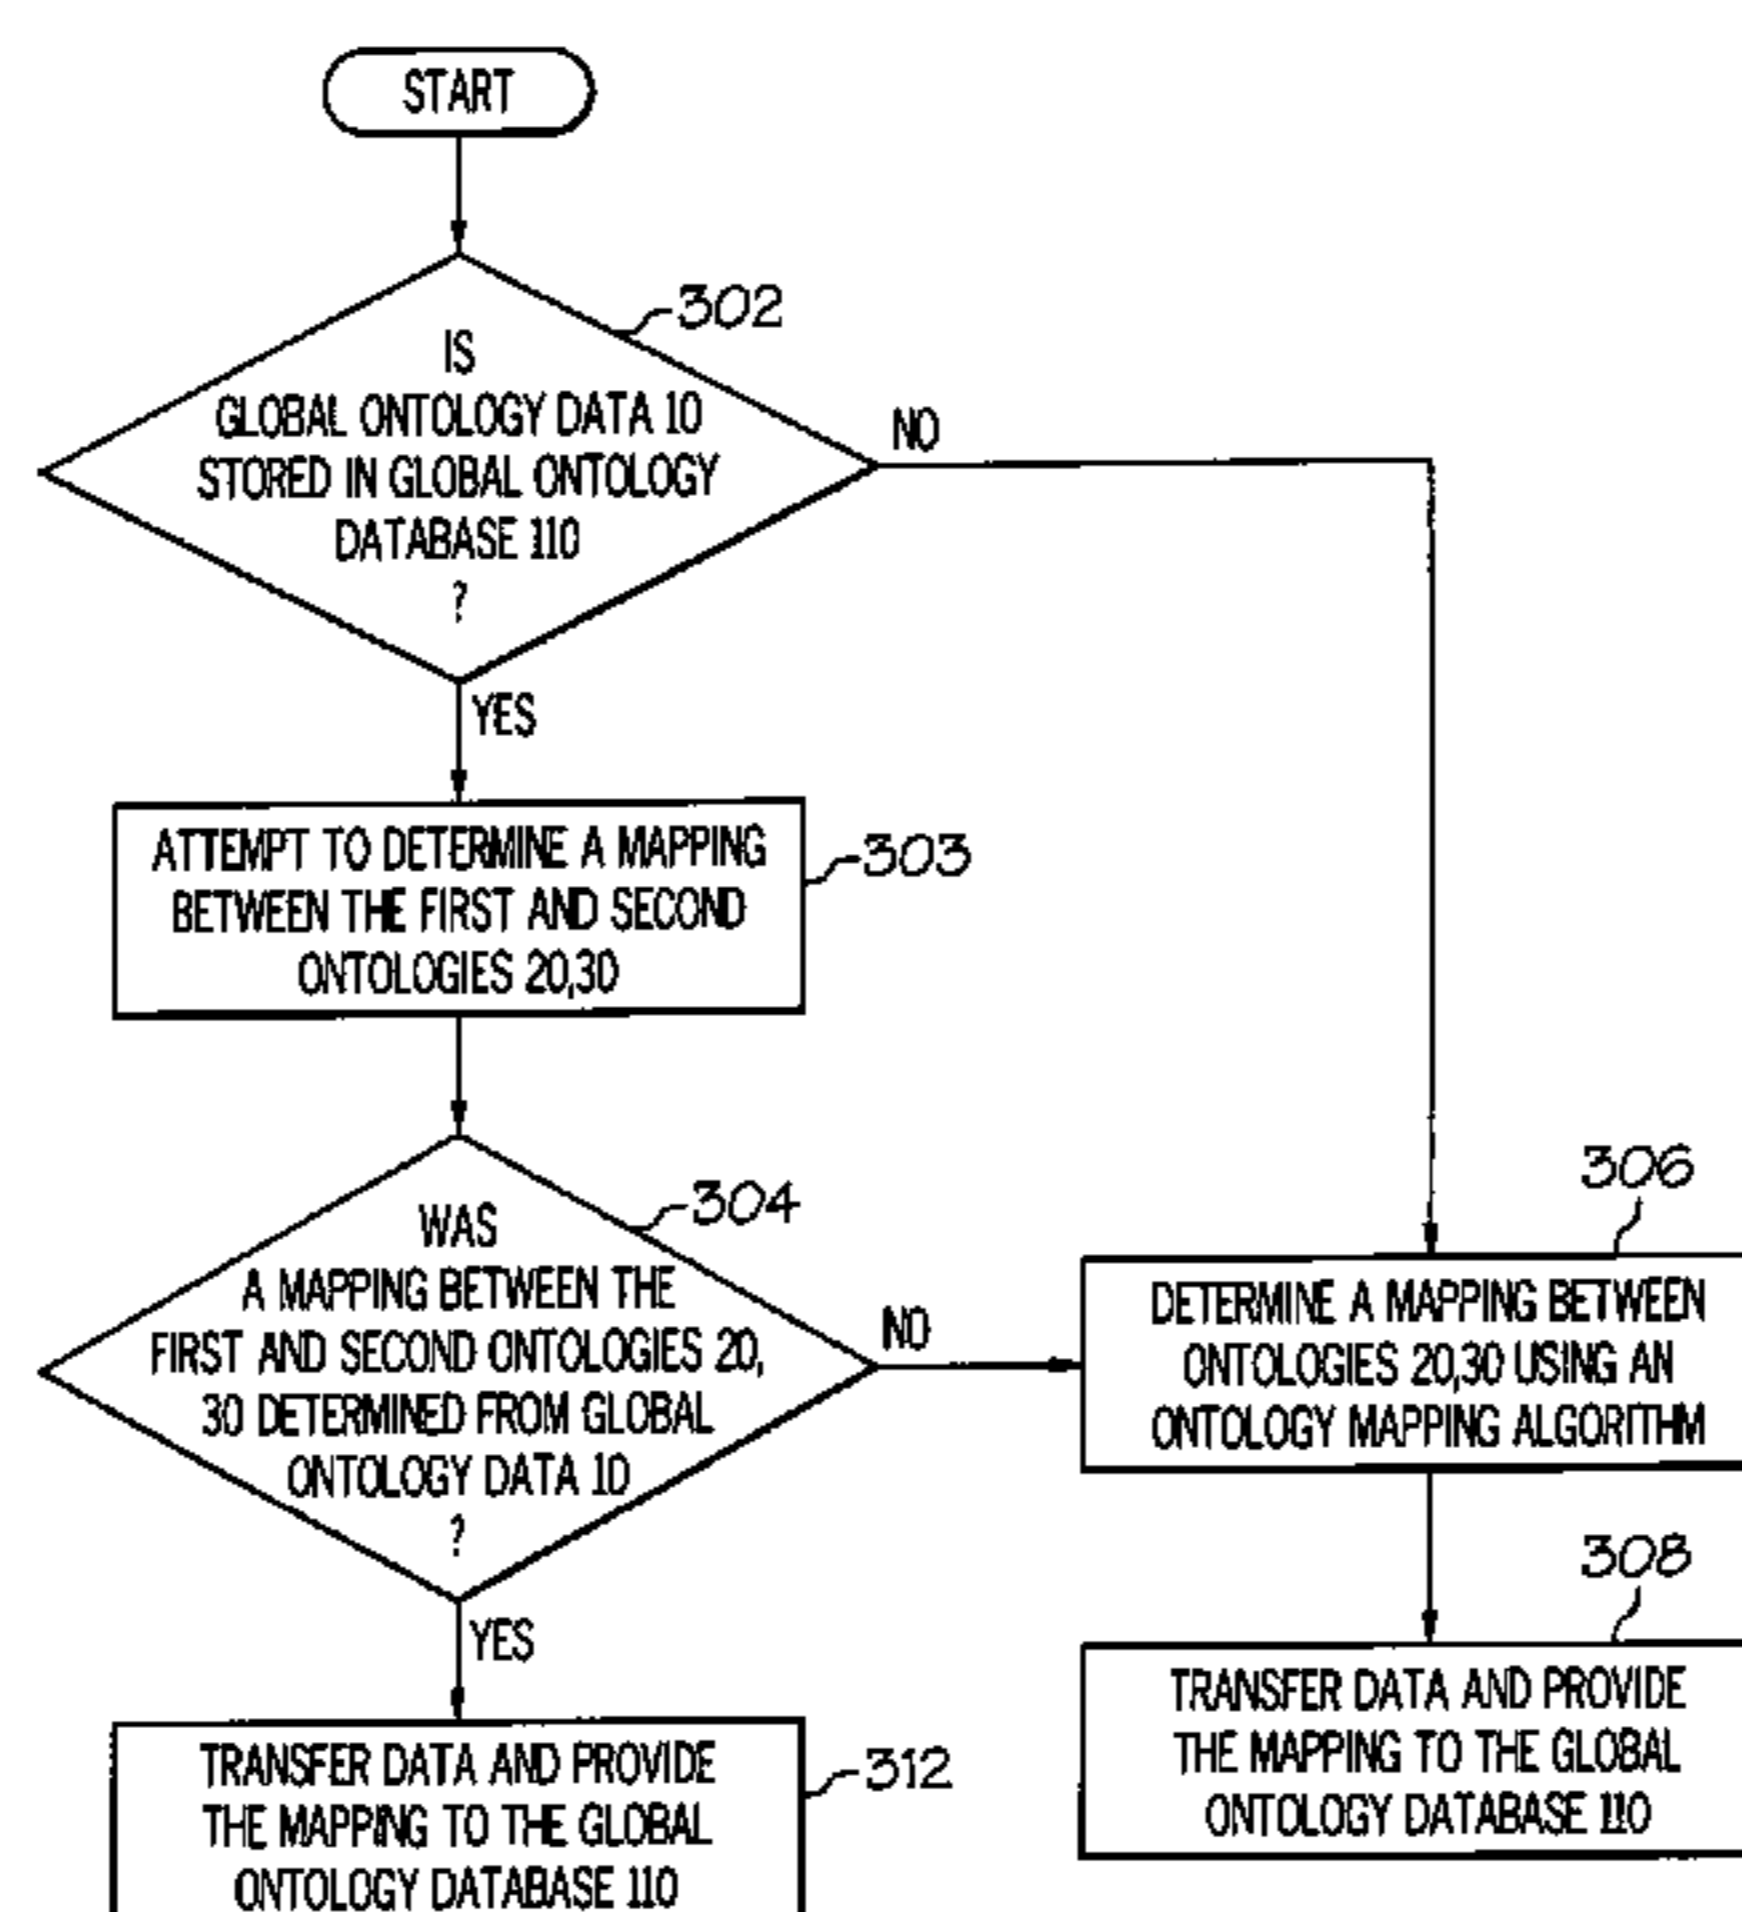 START
302
IS
GLOBAL ONTOLOGY DATA 10
STORED IN GLOBAL ONTOLOGY
DATABASE 110
?
NO
YES
ATTEMPT TO DETERMINE A MAPPING
BETWEEN THE FIRST AND SECOND
ONTOLOGIES 20,30
303
304
WAS
A MAPPING BETWEEN THE
FIRST AND SECOND ONTOLOGIES 20,
30 DETERMINED FROM GLOBAL
ONTOLOGY DATA 10
?
NO
YES
306
DETERMINE A MAPPING BETWEEN
ONTOLOGIES 20,30 USING AN
ONTOLOGY MAPPING ALGORITHM
308
TRANSFER DATA AND PROVIDE
THE MAPPING TO THE GLOBAL
ONTOLOGY DATABASE 110
TRANSFER DATA AND PROVIDE
THE MAPPING TO THE GLOBAL
ONTOLOGY DATABASE 110
312